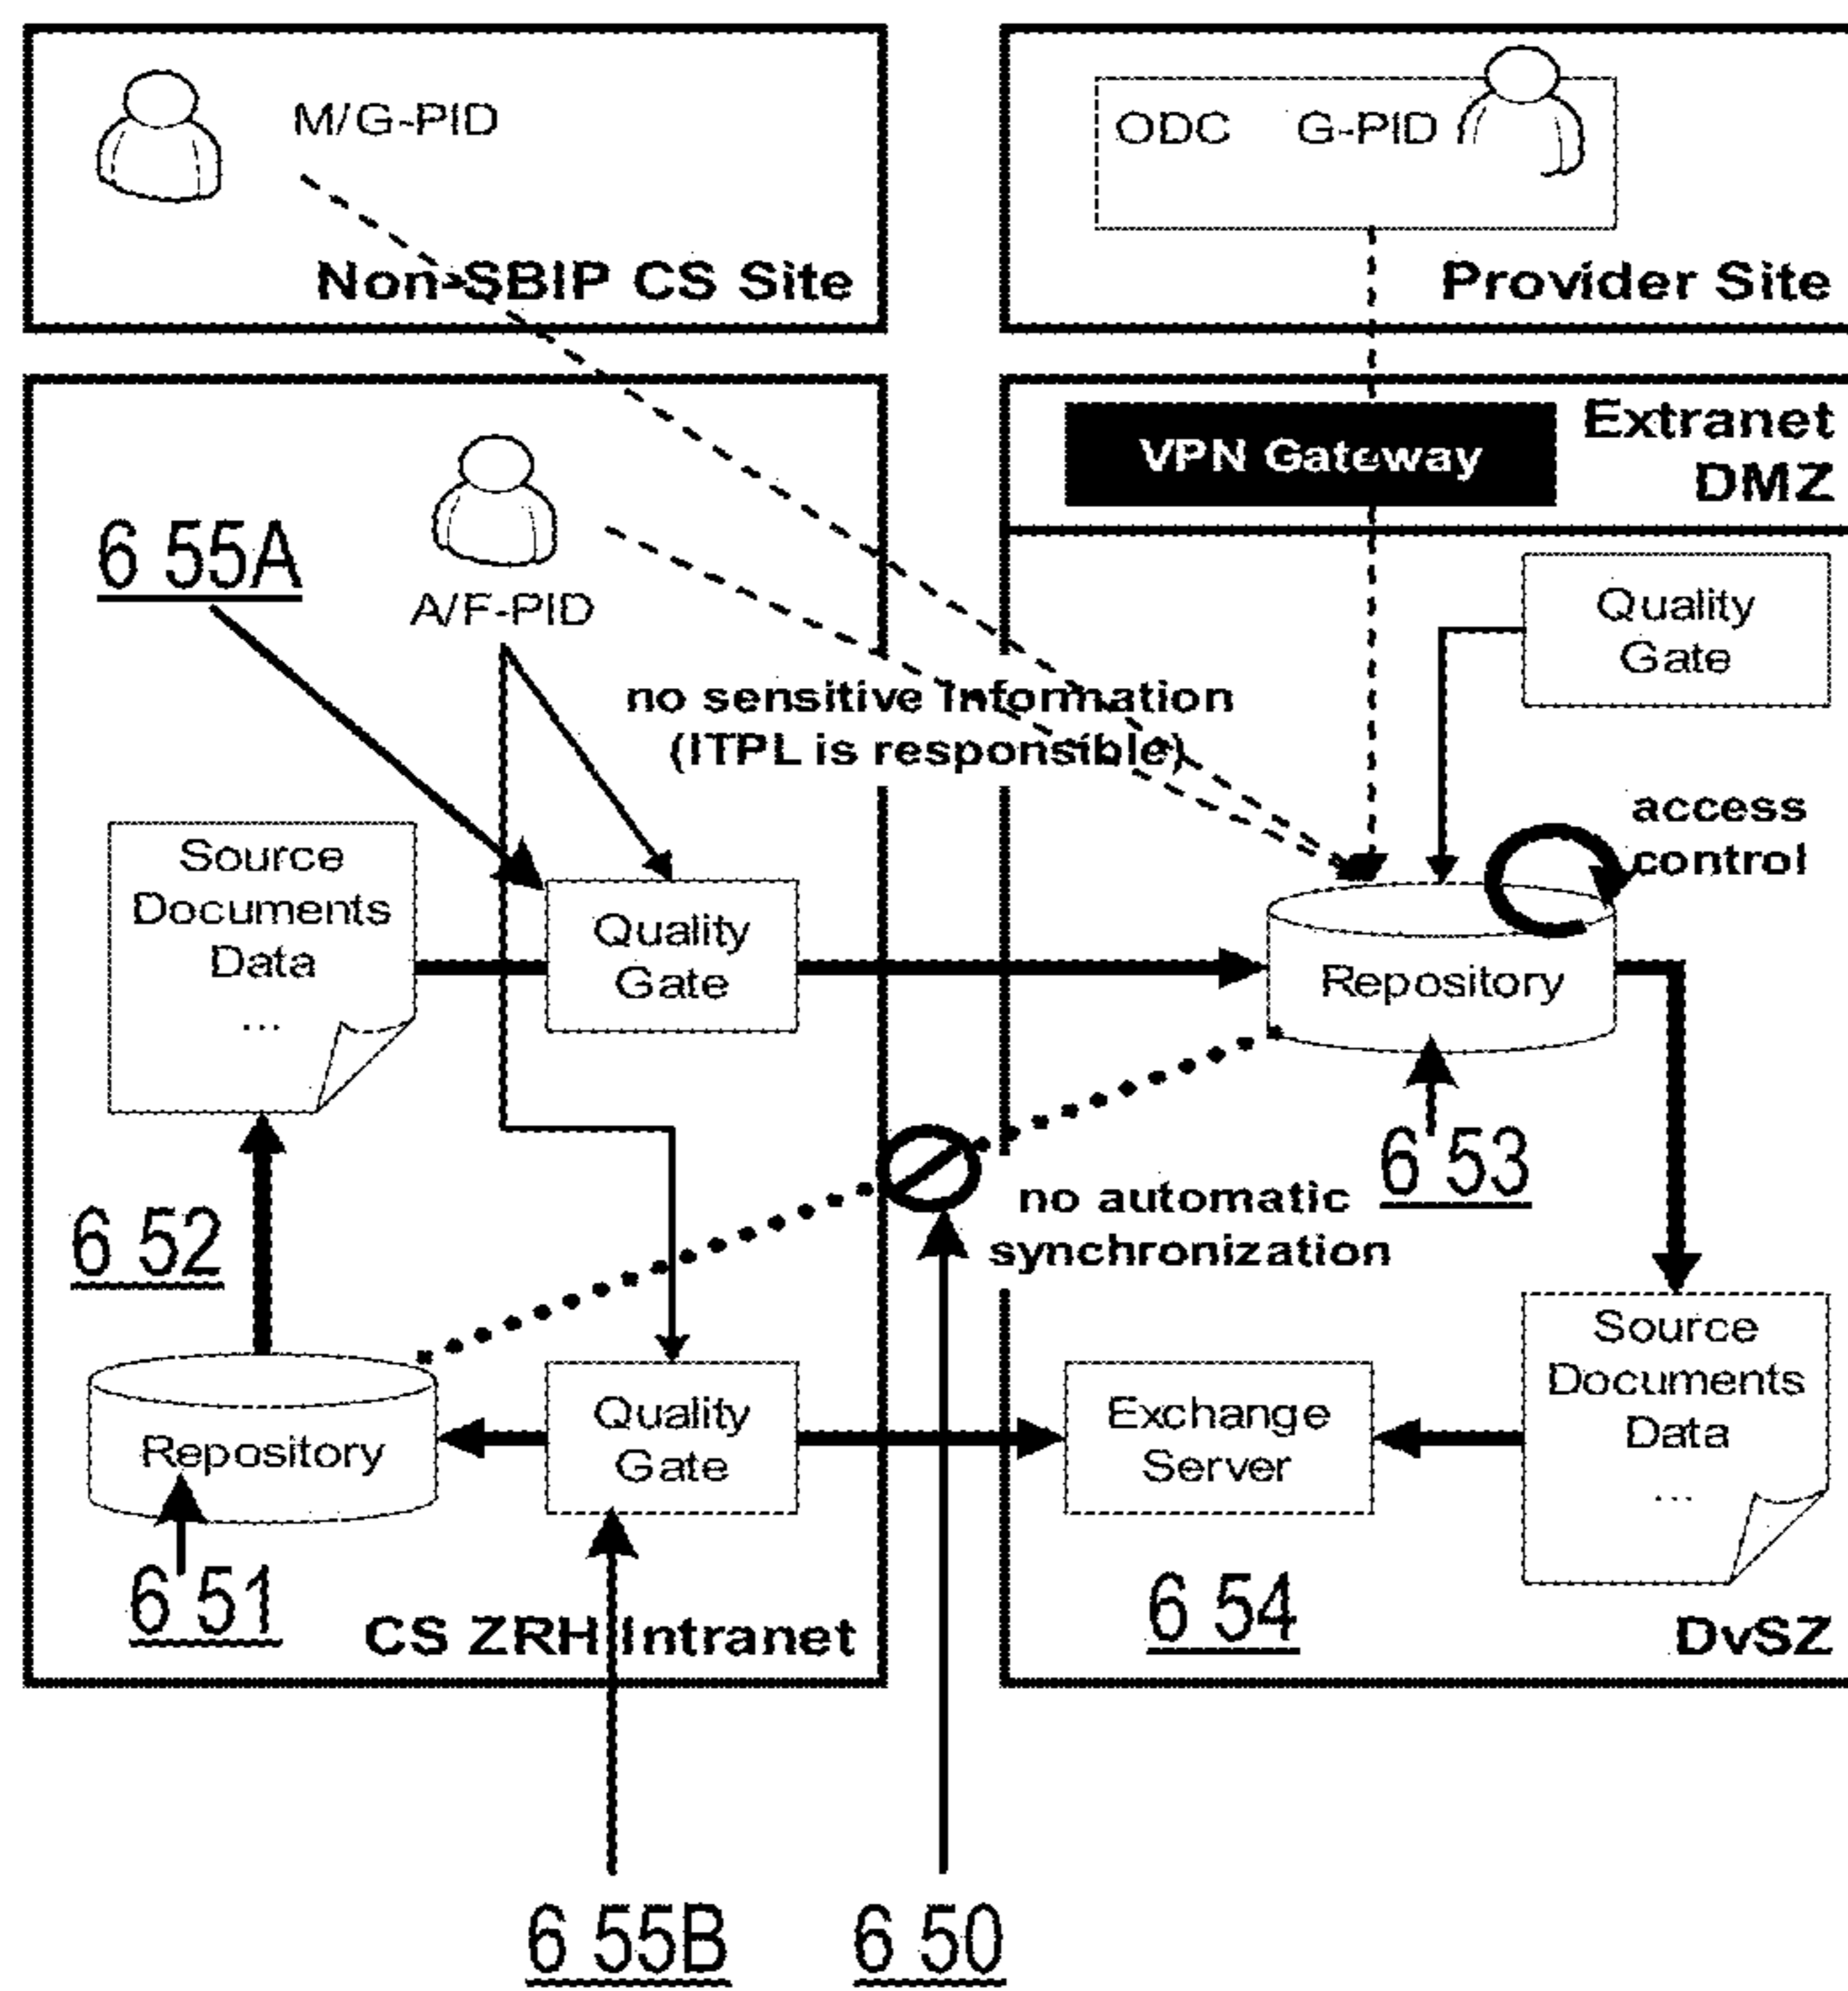 M/G-PID
Non-SBIP CS Site
ODC G-PID
Provider Site
VPN Gateway
Extranet
DMZ
6 55A
A/F-PID
Quality
Gate
no sensitive Information
(ITPL is responsible)
access
control
Source
Documents
Data
...
Quality
Gate
Repository
6 52
6 53
no automatic
synchronization
Repository
Quality
Gate
Exchange
Server
Source
Documents
Data
...
6 51
CS ZRH Intranet
6 54
DvSZ
6 55B
6 50